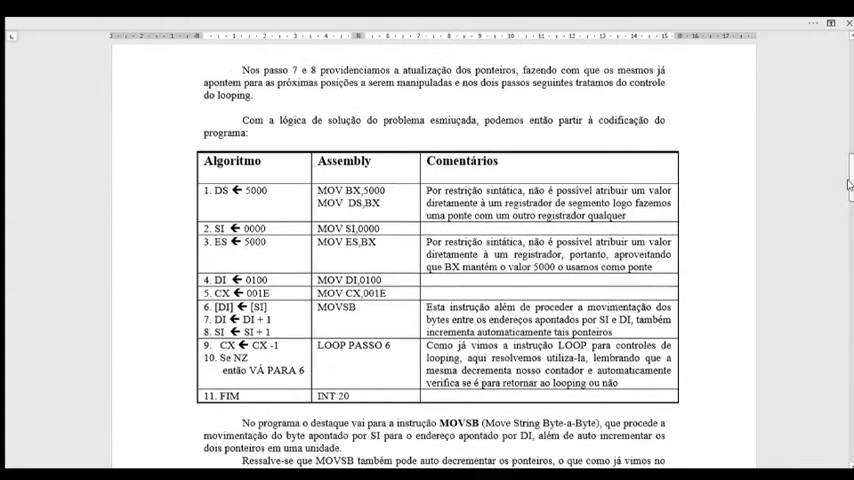 Nos passo 7 e 8 providenciamos a atualização dos ponteiros, fazendo com que os mesmos já
apontem para as próximas posições a serem manipuladas e nos dois passos seguintes tratamos do controle
do looping.
Com a lógica de solução do problema esmiuçada, podemos então partir à codificação do
programa:
Algoritmo Assembly Comentários
1. DS 🡸 5000 MOV BX,5000 Por restrição sintática, não é possível atribuir um valor
MOV DS,BX diretamente à um registrador de segmento logo fazemos
uma ponte com um outro registrador qualquer
2. SI 🡸 0000 MOV SI,0000
3. ES 🡸 5000 MOV ES,BX Por restrição sintática, não é possível atribuir um valor
diretamente à um registrador, portanto, aproveitando
que BX mantém o valor 5000 o usamos como ponte
4. DI 🡸 0100 MOV DI,0100
5. CX 🡸 001E MOV CX,001E
6. [DI] 🡸 [SI] MOVSB Esta instrução além de proceder a movimentação dos
7. DI 🡸 DI + 1 bytes entre os endereços apontados por SI e DI, também
8. SI 🡸 SI + 1 incrementa automaticamente tais ponteiros
9. CX 🡸 CX -1 LOOP PASSO 6 Como já vimos a instrução LOOP para controles de
10. Se NZ looping, aqui resolvemos utiliza-la, lembrando que a
então VÁ PARA 6 mesma decrementa nosso contador e automaticamente
verifica se é para retornar ao looping ou não
11. FIM INT 20
No programa o destaque vai para a instrução MOVSB (Move String Byte-a-Byte), que procede a
movimentação do byte apontado por SI para o endereço apontado por DI, além de auto incrementar os
dois ponteiros em uma unidade.
Ressalve-se que MOVSB também pode auto decrementar os ponteiros, o que como já vimos no